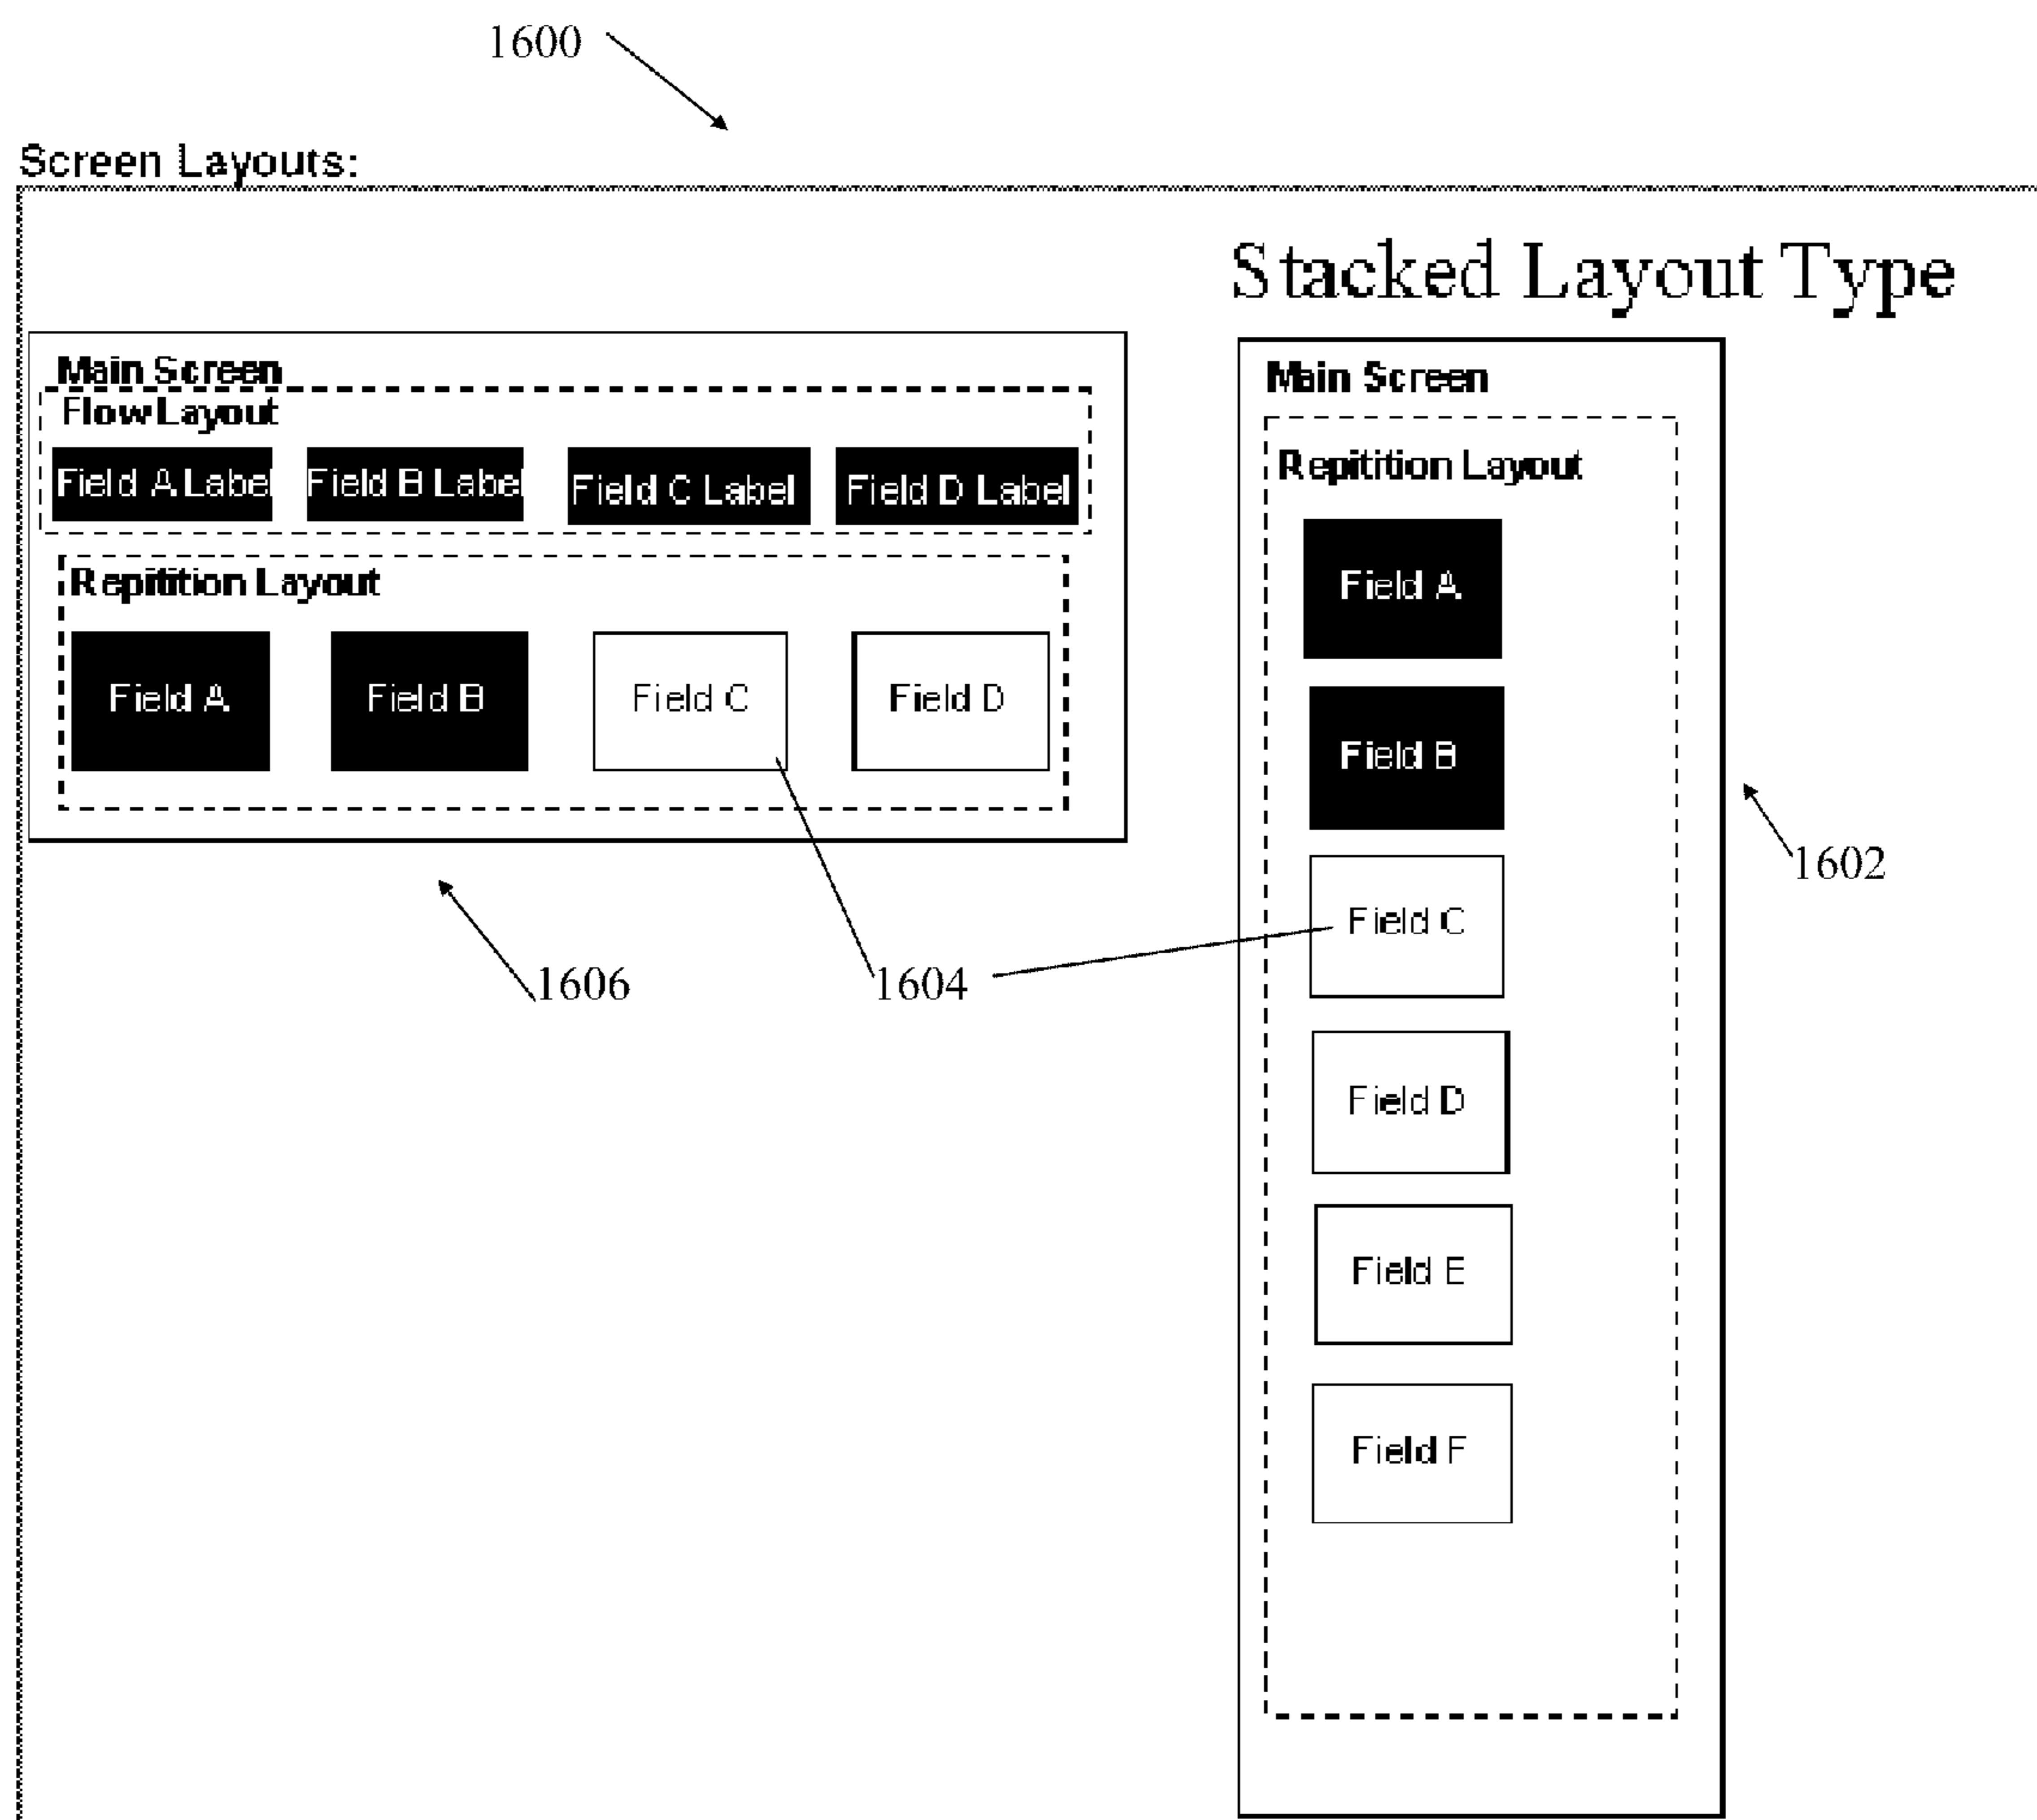 1600
Screen Layouts:
Stacked Layout Type
Main Screen
Flow Layout
Field A Label Field B Label Field C Label Field D Label
Repitition Layout
Field A Field B Field C Field D
1606
1604
Main Screen
Repitition Layout
Field A
Field B
Field C
Field D
Field E
Field F
1602